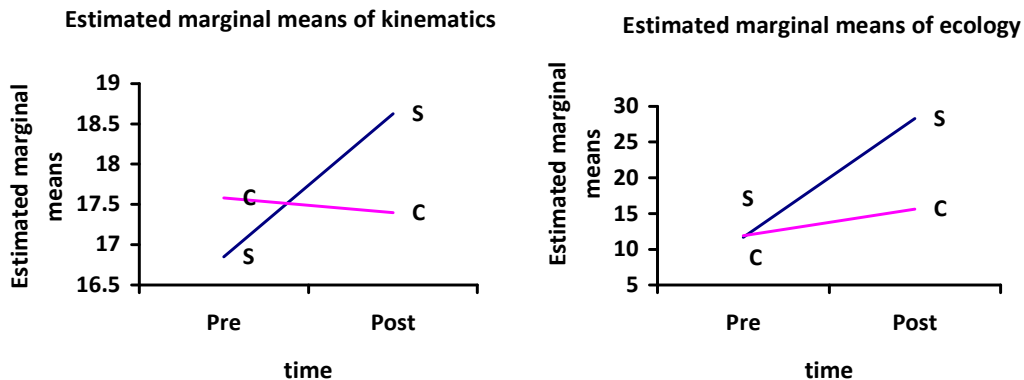 Estimated marginal means of kinematics
Estimated marginal
means
19
18.5
18
17.5
17
16.5
S
C
C
S
Pre
Post
time
Estimated marginal means of ecology
Estimated marginal
means
30
25
20
15
10
5
S
S
C
C
Pre
Post
time